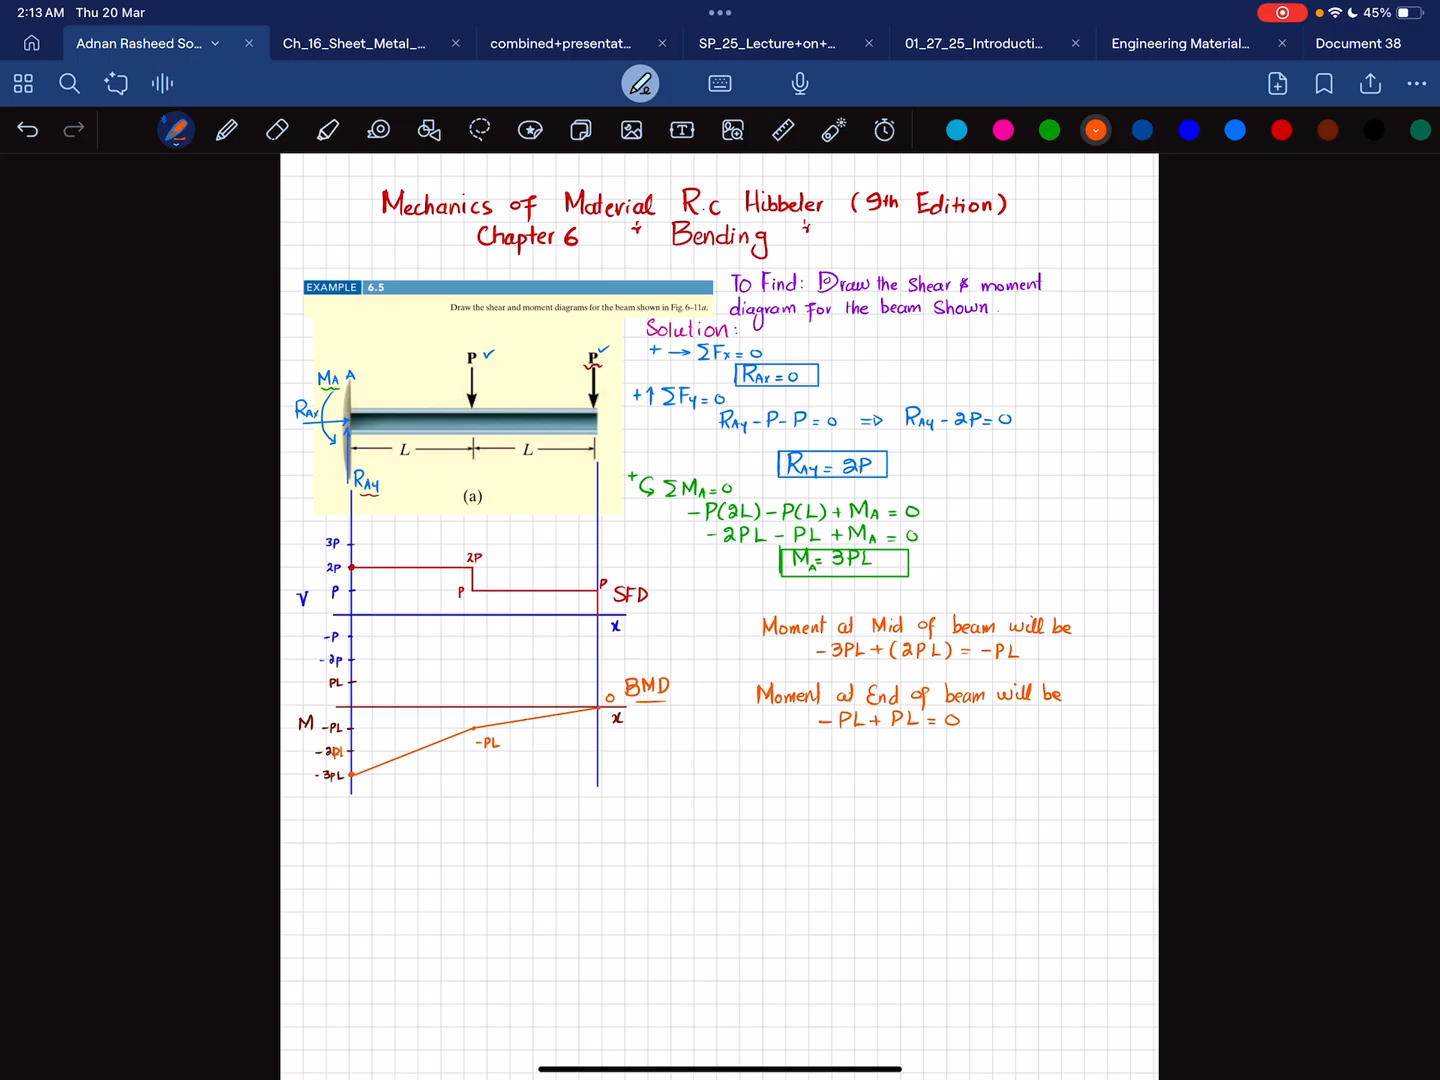 2:13 AM Thu 20 Mar
45%
Adnan Rasheed So...
Ch_16_Sheet_Metal_...
combined+presentat...
SP_25_Lecture+on+...
01_27_25_Introducti...
Engineering Material...
Document 38
Mechanics of Material R.C Hibbeler (9th Edition)
Chapter 6 Bending
EXAMPLE 6.5
Draw the shear and moment diagrams for the beam shown in Fig. 6–11a.
To Find: Draw the Shear & moment
diagram for the beam Shown.
Solution:
+ → ΣFx = 0
RAx = 0
+↑ ΣFy = 0
RAy - P - P = 0 => RAy - 2P = 0
RAy = 2P
+↺ ΣMA = 0
-P(2L) - P(L) + MA = 0
-2PL - PL + MA = 0
MA = 3PL
P ✓
P ✓
MA A
RAx
L
L
RAy
(a)
3P
2P
P
V
-P
-2P
2P
P
P
SFD
x
PL
M
-PL
-2PL
-3PL
-PL
0
BMD
x
Moment at Mid of beam will be
-3PL + (2PL) = -PL
Moment at End of beam will be
-PL + PL = 0